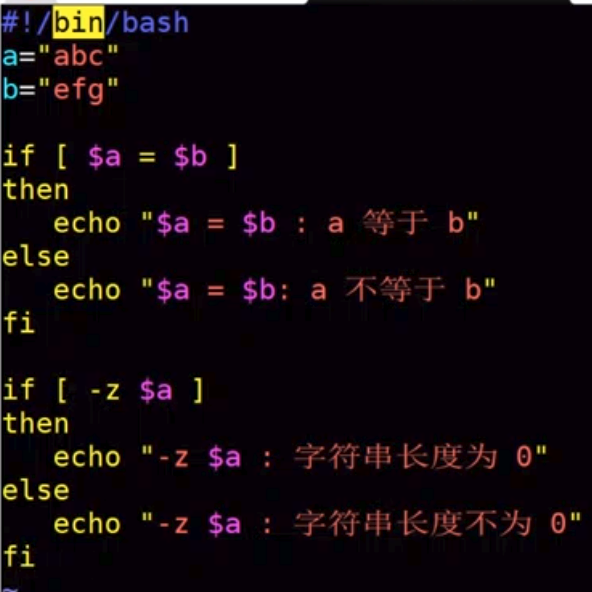 #!/bin/bash
a="abc"
b="efg"
if [ $a = $b ]
then
echo "$a = $b : a 等于 b"
else
echo "$a = $b: a 不等于 b"
fi
if [ -z $a ]
then
echo "-z $a : 字符串长度为 0"
else
echo "-z $a : 字符串长度不为 0"
fi
~